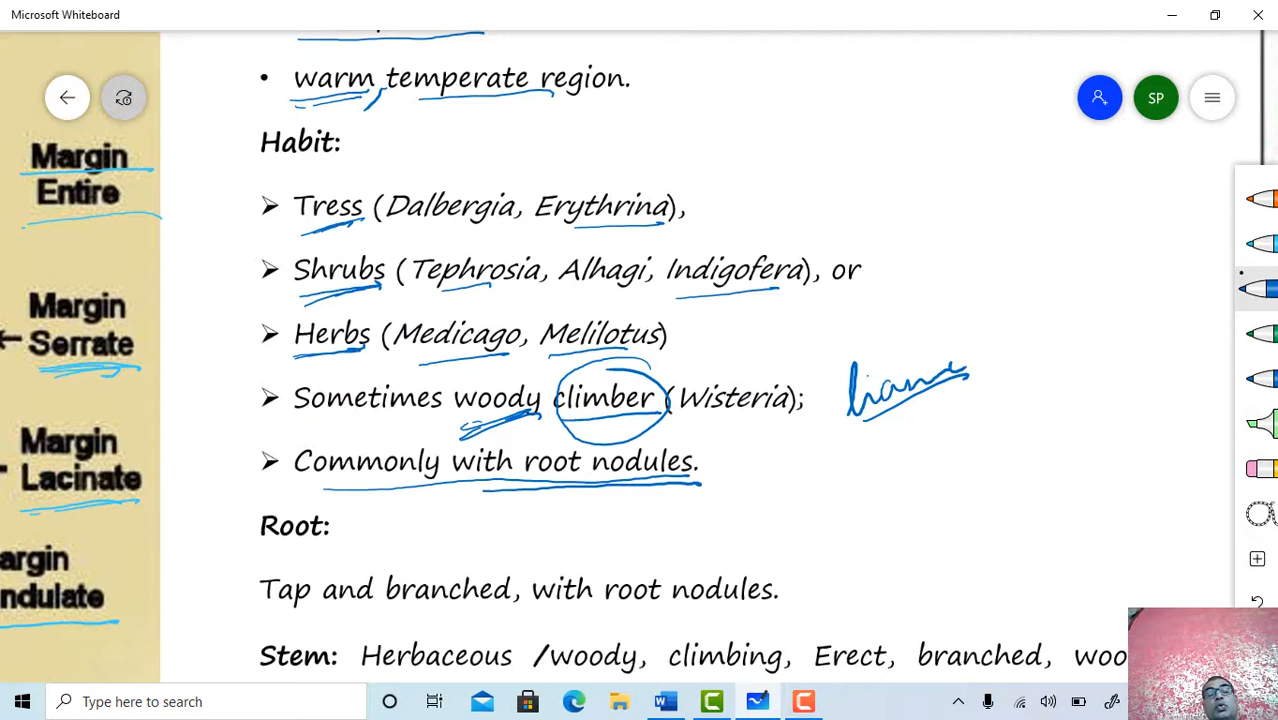 Microsoft Whiteboard
• warm, temperate region.
SP
Margin
Entire
Habit:
➢ Tress (Dalbergia, Erythrina),
➢ Shrubs (Tephrosia, Alhagi, Indigofera), or
Margin
Serrate
➢ Herbs (Medicago, Melilotus)
➢ Sometimes woody climber (Wisteria); liana
Margin
Lacinate
➢ Commonly with root nodules.
Root:
argin
ndulate
Tap and branched, with root nodules.
Stem: Herbaceous /woody, climbing, Erect, branched, woo
Type here to search